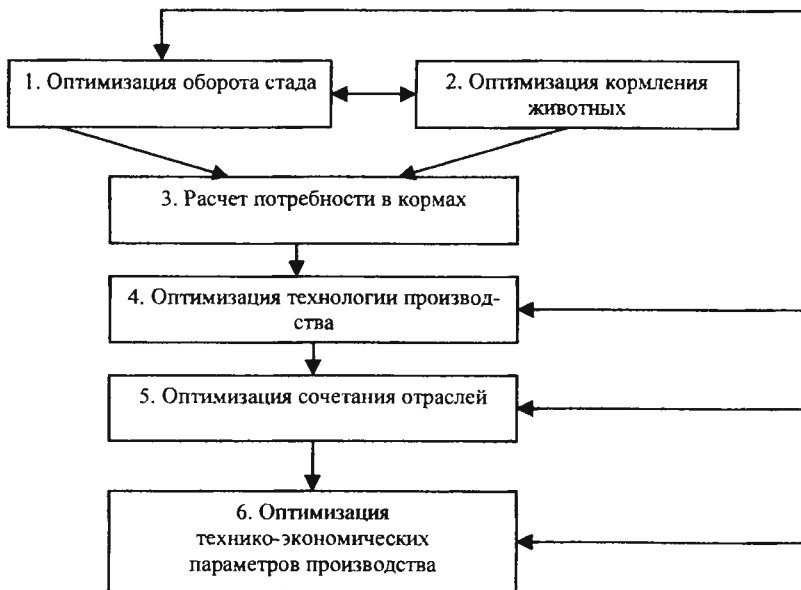 1. Оптимизация оборота стада
2. Оптимизация кормления
животных
3. Расчет потребности в кормах
4. Оптимизация технологии производ-
ства
5. Оптимизация сочетания отраслей
6. Оптимизация
технико-экономических
параметров производства